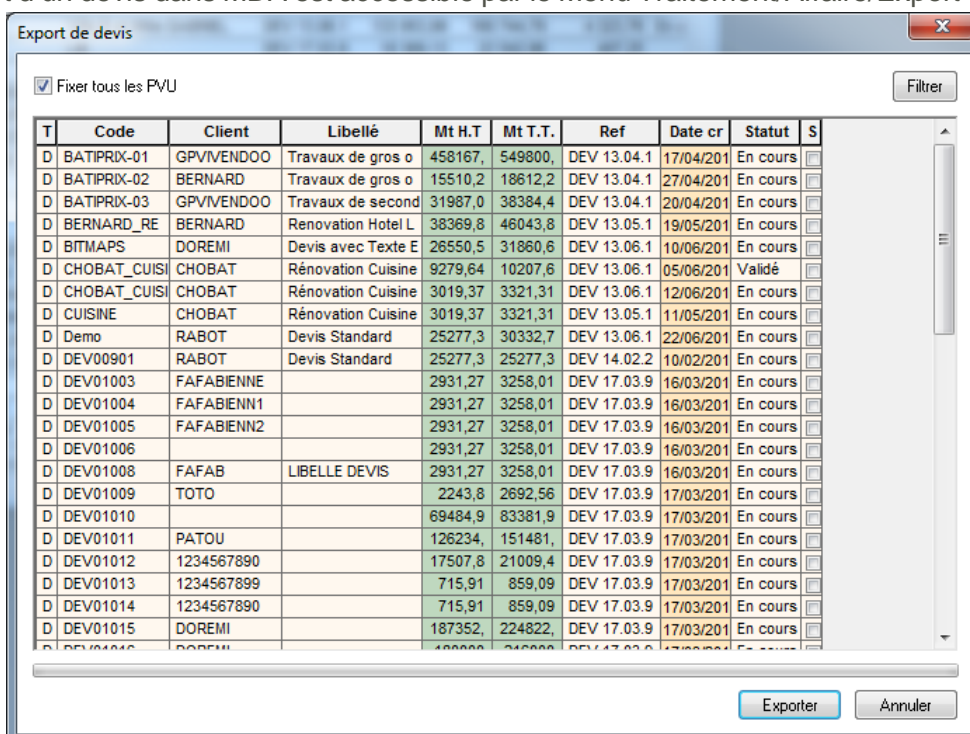 Export de devis
Fixer tous les PVU
Filtrer
T Code Client Libellé Mt H.T Mt T.T. Ref Date cr Statut S
D BATIPRIX-01 GPVIVENDOO Travaux de gros o 458167, 549800, DEV 13.04.1 17/04/201 En cours
D BATIPRIX-02 BERNARD Travaux de gros o 15510,2 18612,2 DEV 13.04.1 27/04/201 En cours
D BATIPRIX-03 GPVIVENDOO Travaux de second 31987,0 38384,4 DEV 13.04.1 20/04/201 En cours
D BERNARD_RE BERNARD Renovation Hotel L 38369,8 46043,8 DEV 13.05.1 19/05/201 En cours
D BITMAPS DOREMI Devis avec Texte E 26550,5 31860,6 DEV 13.06.1 10/06/201 En cours
D CHOBAT_CUISI CHOBAT Rénovation Cuisine 9279,64 10207,6 DEV 13.06.1 05/06/201 Validé
D CHOBAT_CUISI CHOBAT Rénovation Cuisine 3019,37 3321,31 DEV 13.06.1 12/06/201 En cours
D CUISINE CHOBAT Rénovation Cuisine 3019,37 3321,31 DEV 13.05.1 11/05/201 En cours
D Demo RABOT Devis Standard 25277,3 30332,7 DEV 13.06.1 22/06/201 En cours
D DEV00901 RABOT Devis Standard 25277,3 25277,3 DEV 14.02.2 10/02/201 En cours
D DEV01003 FAFABIENNE 2931,27 3258,01 DEV 17.03.9 16/03/201 En cours
D DEV01004 FAFABIENN1 2931,27 3258,01 DEV 17.03.9 16/03/201 En cours
D DEV01005 FAFABIENN2 2931,27 3258,01 DEV 17.03.9 16/03/201 En cours
D DEV01006 2931,27 3258,01 DEV 17.03.9 16/03/201 En cours
D DEV01008 FAFAB LIBELLE DEVIS 2931,27 3258,01 DEV 17.03.9 16/03/201 En cours
D DEV01009 TOTO 2243,8 2692,56 DEV 17.03.9 17/03/201 En cours
D DEV01010 69484,9 83381,9 DEV 17.03.9 17/03/201 En cours
D DEV01011 PATOU 126234, 151481, DEV 17.03.9 17/03/201 En cours
D DEV01012 1234567890 17507,8 21009,4 DEV 17.03.9 17/03/201 En cours
D DEV01013 1234567899 715,91 859,09 DEV 17.03.9 17/03/201 En cours
D DEV01014 1234567890 715,91 859,09 DEV 17.03.9 17/03/201 En cours
D DEV01015 DOREMI 187352, 224822, DEV 17.03.9 17/03/201 En cours
Exporter
Annuler